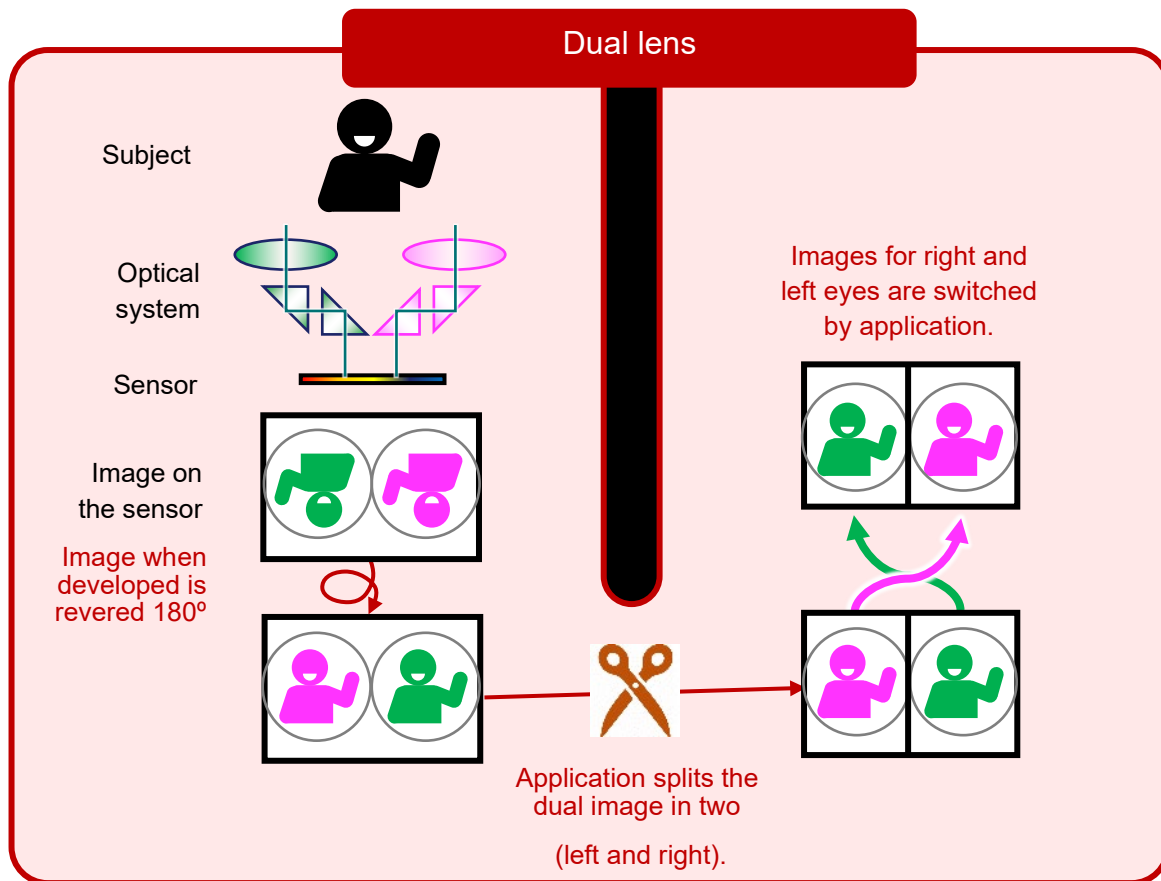 Dual lens
Subject
Optical
system
Sensor
Image on
the sensor
Image when
developed is
revered 180º
Application splits the
dual image in two
(left and right).
Images for right and
left eyes are switched
by application.